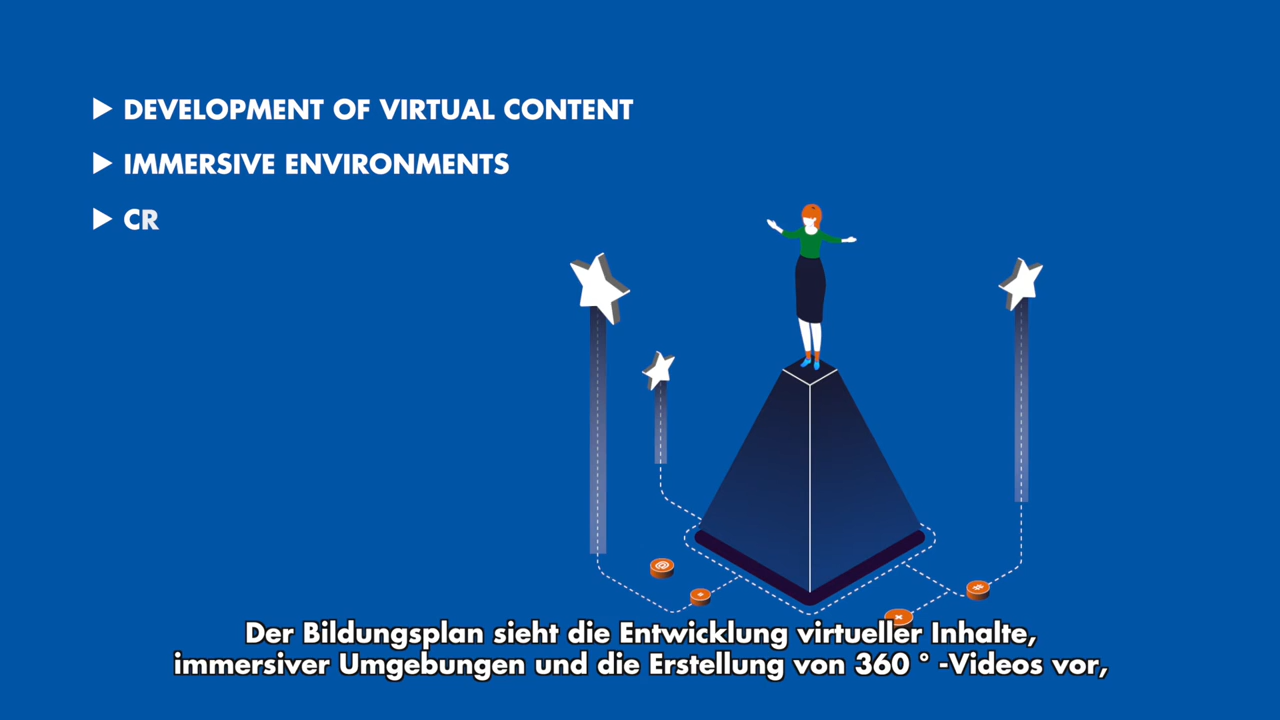 DEVELOPMENT OF VIRTUAL CONTENT
IMMERSIVE ENVIRONMENTS
CR
@
#
Der Bildungsplan sieht die Entwicklung virtueller Inhalte,
immersiver Umgebungen und die Erstellung von 360 ° -Videos vor,